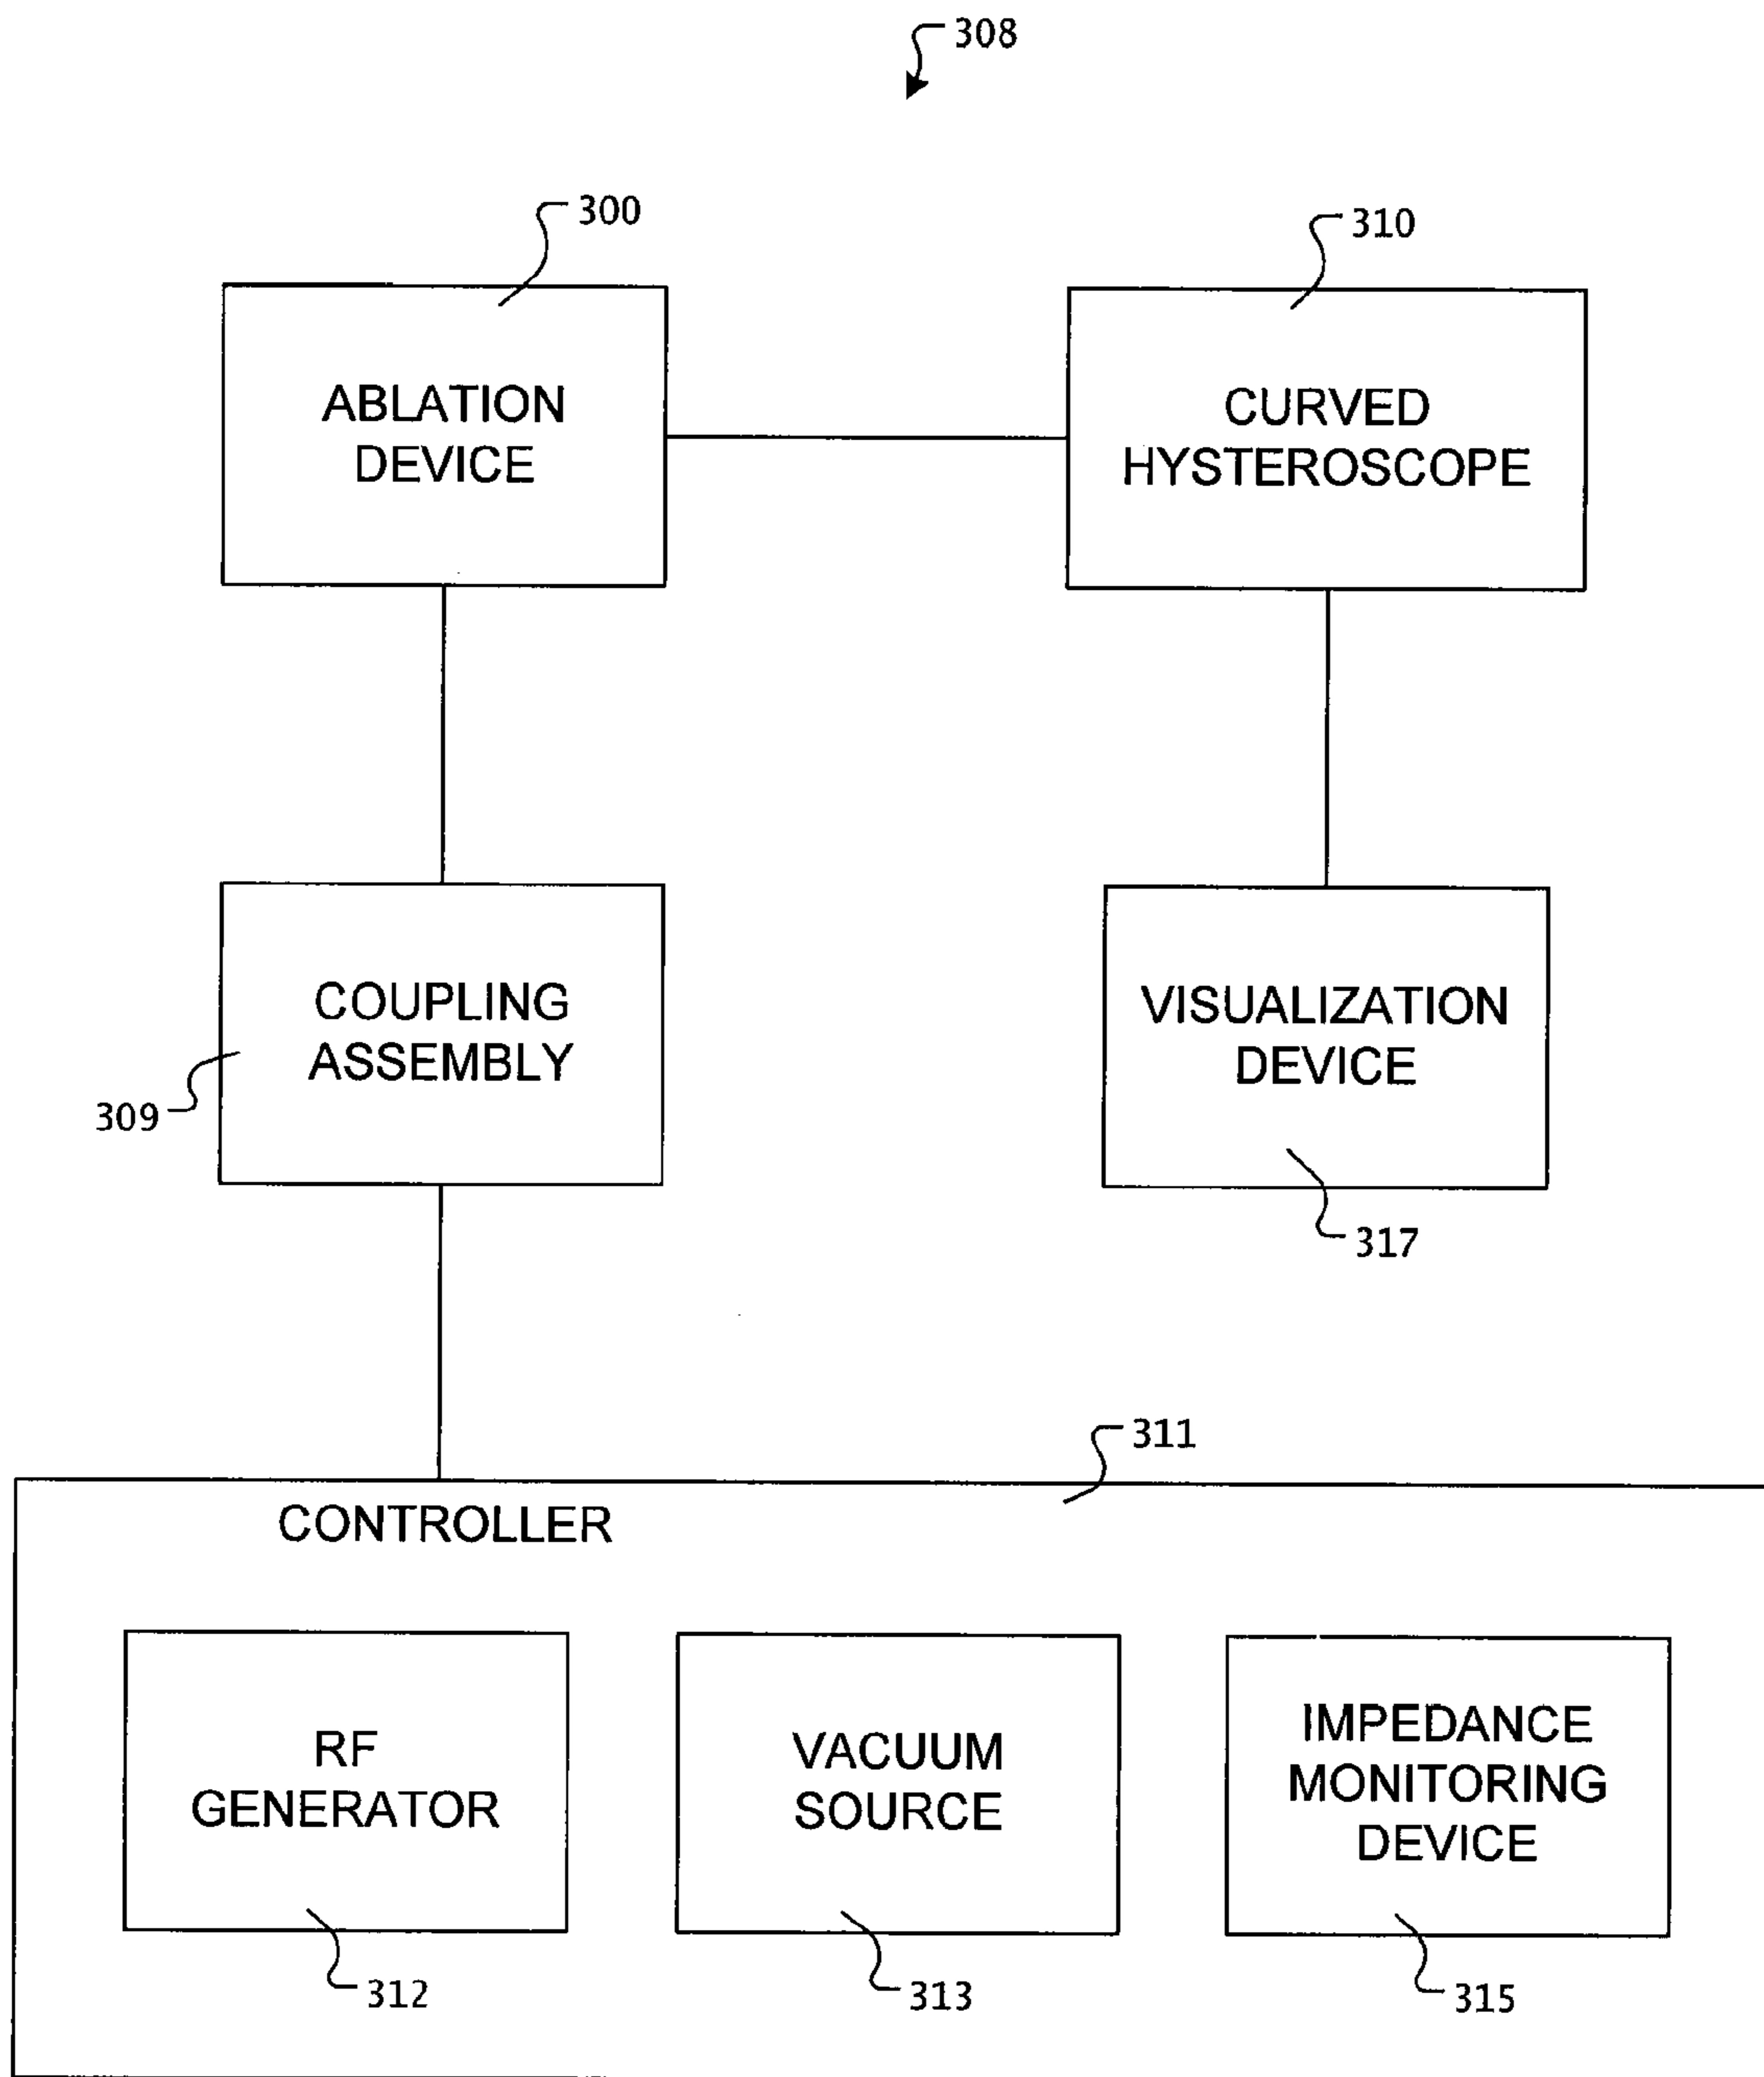 308
300
310
ABLATION
DEVICE
CURVED
HYSTEROSCOPE
COUPLING
ASSEMBLY
309
VISUALIZATION
DEVICE
317
311
CONTROLLER
RF
GENERATOR
312
VACUUM
SOURCE
313
IMPEDANCE
MONITORING
DEVICE
315